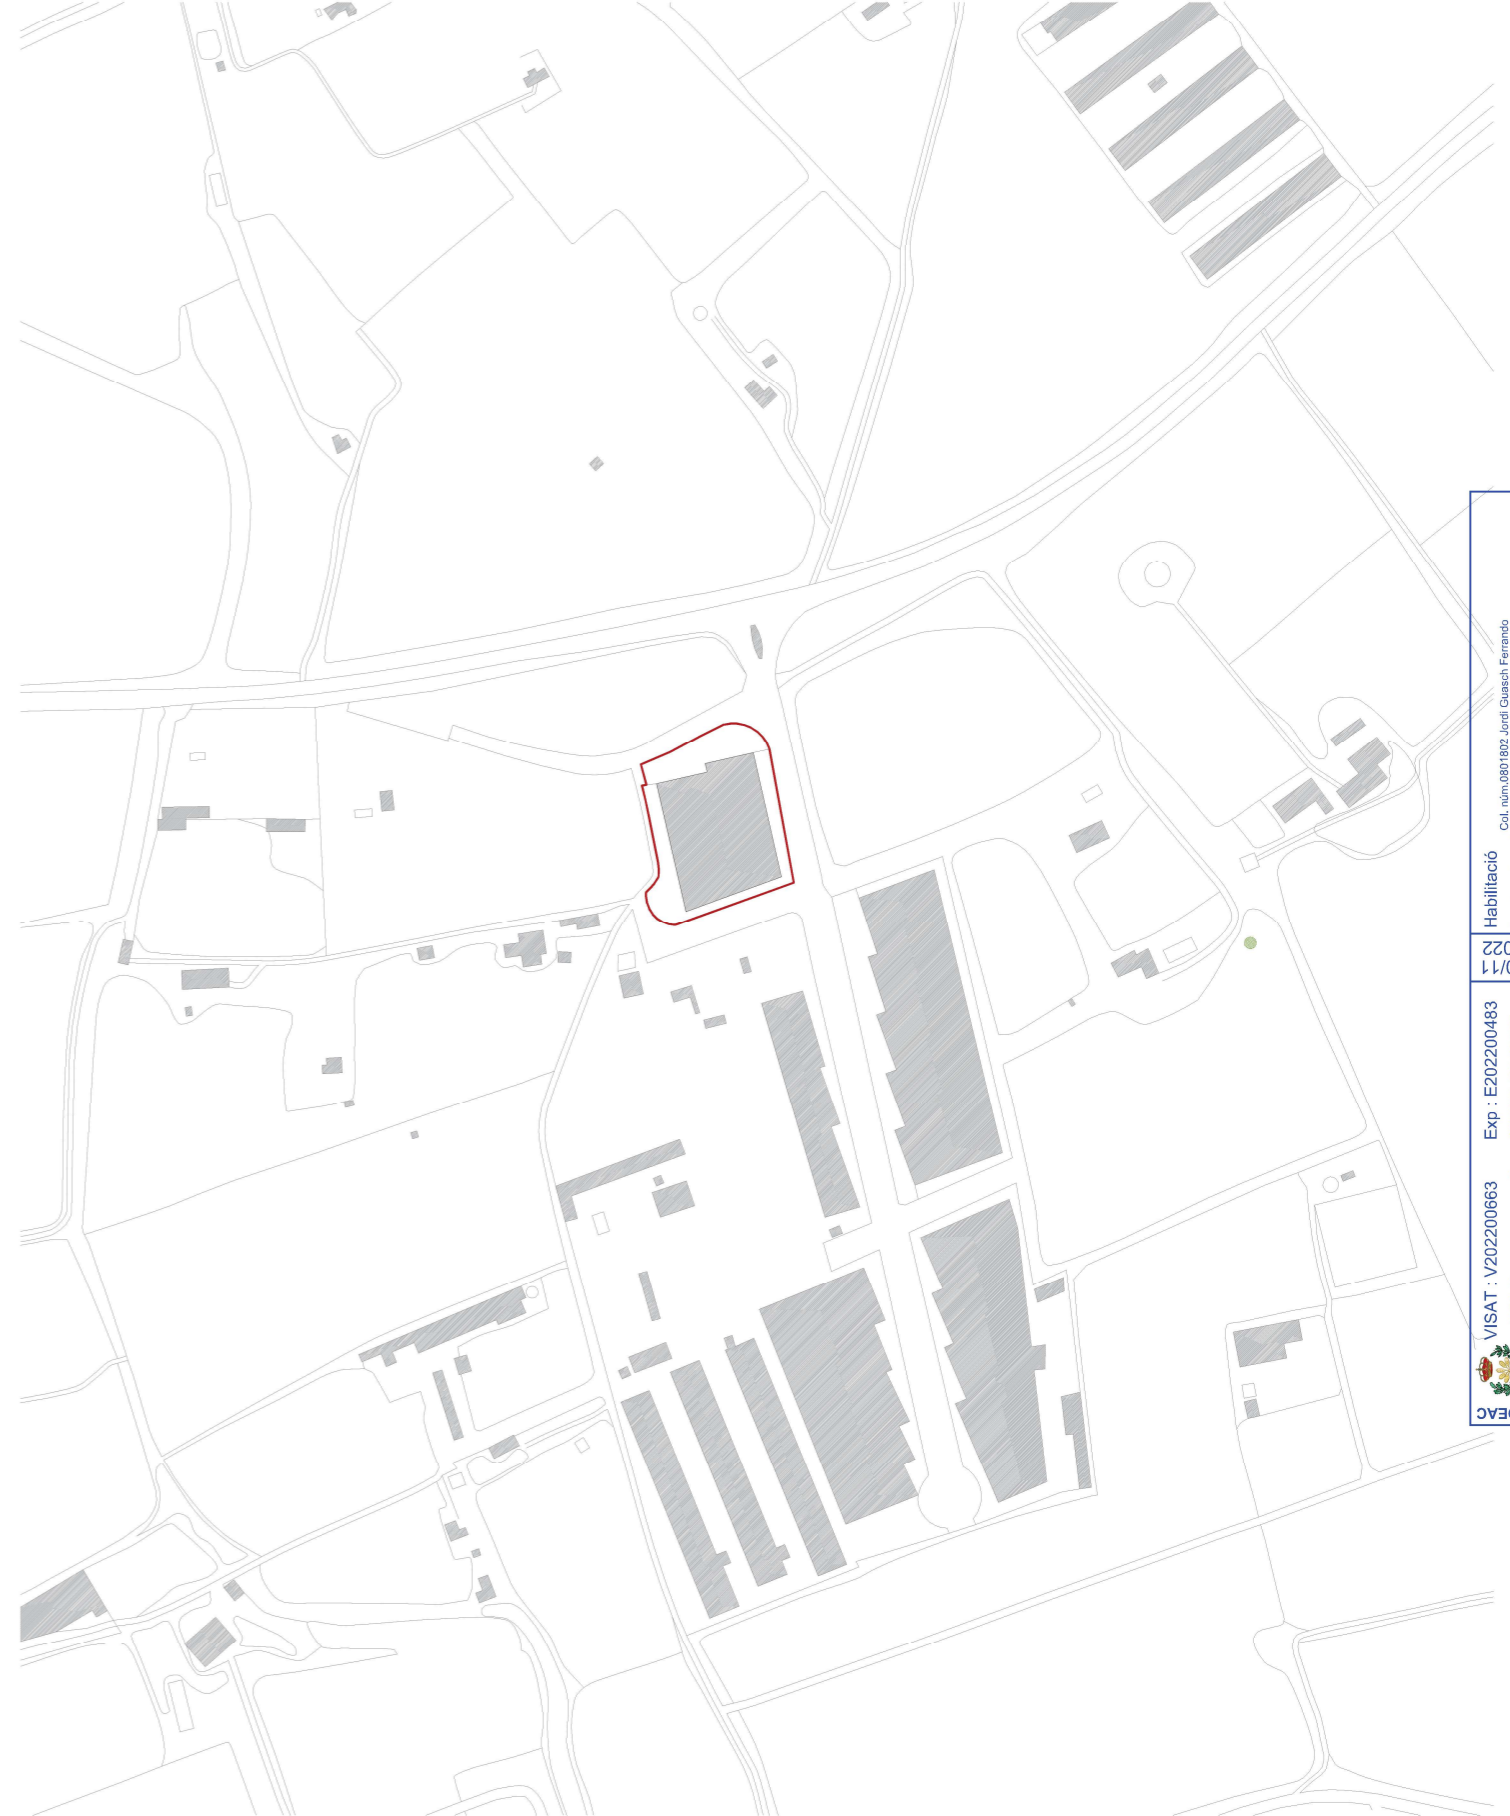 Habilitació
Col. núm.0801802 Jordi Guasch Ferrando
Exp : E202200483
VISAT : V202200663